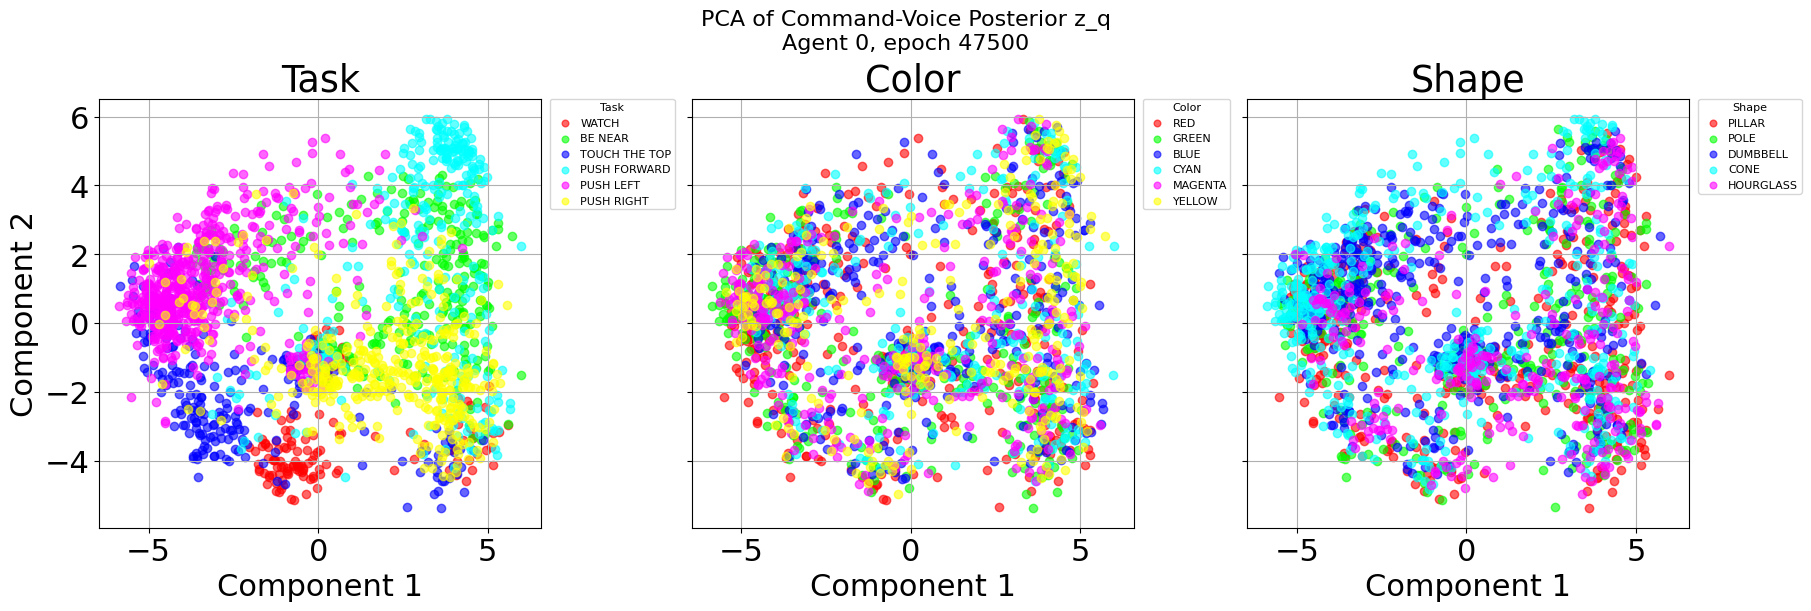 PCA of Command-Voice Posterior z_q
Agent 0, epoch 47500
Task
Component 2
6
4
2
0
−2
−4
−5 0 5
Component 1
Task
WATCH
BE NEAR
TOUCH THE TOP
PUSH FORWARD
PUSH LEFT
PUSH RIGHT
Color
−5 0 5
Component 1
Color
RED
GREEN
BLUE
CYAN
MAGENTA
YELLOW
Shape
−5 0 5
Component 1
Shape
PILLAR
POLE
DUMBBELL
CONE
HOURGLASS